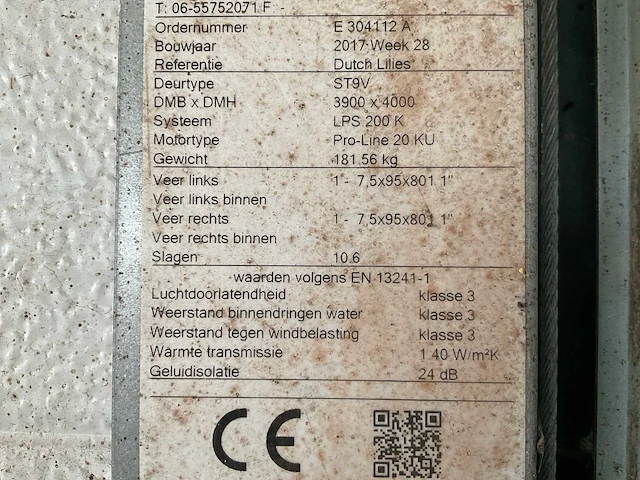 T: 06-55752071 F -
Ordernummer E 304112 A
Bouwjaar 2017 Week 28
Referentie Dutch Lilies
Deurtype ST9V
DMB x DMH 3900 x 4000
Systeem LPS 200 K
Motortype Pro-Line 20 KU
Gewicht 181.56 kg
Veer links 1 - 7,5x95x801 1"
Veer links binnen
Veer rechts 1 - 7,5x95x801 1"
Veer rechts binnen
Slagen 10.6
waarden volgens EN 13241-1
Luchtdoorlatendheid klasse 3
Weerstand binnendringen water klasse 3
Weerstand tegen windbelasting klasse 3
Warmte transmissie 1.40 W/m²K
Geluidisolatie 24 dB
CE